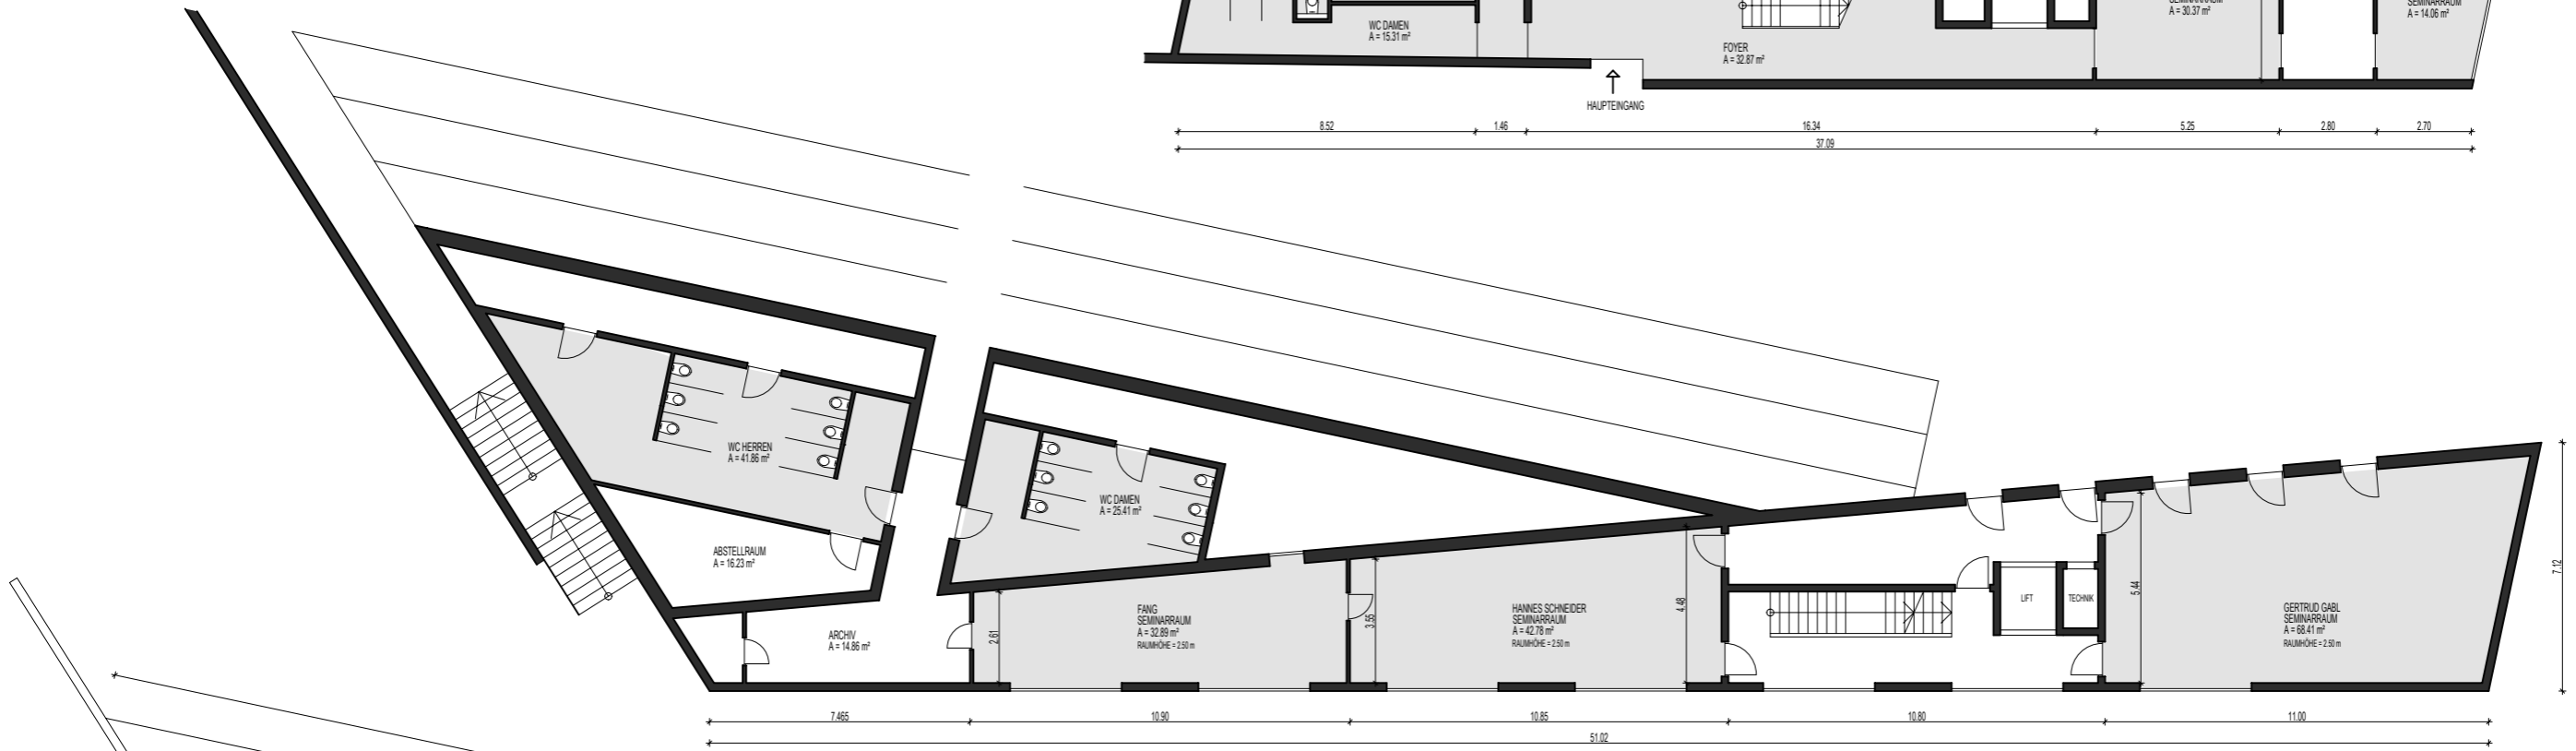 SEMINARRAUM
A = 30.37 m²
SEMINARRAUM
A = 14.06 m²
WC DAMEN
A = 15.31 m²
FOYER
A = 32.87 m²
HAUPTEINGANG
8.52
1.46
16.34
5.25
2.80
2.70
37.09
WC HERREN
A = 41.86 m²
WC DAMEN
A = 25.41 m²
ABSTELLRAUM
A = 16.23 m²
ARCHIV
A = 14.86 m²
2.61
FANG
SEMINARRAUM
A = 32.89 m²
RAUMHÖHE = 2.50 m
3.55
HANNES SCHNEIDER
SEMINARRAUM
A = 42.78 m²
RAUMHÖHE = 2.50 m
4.48
LIFT
TECHNIK
5.44
GERTRUD GABL
SEMINARRAUM
A = 68.41 m²
RAUMHÖHE = 2.50 m
7.12
7.465
10.90
10.85
10.80
11.00
51.02